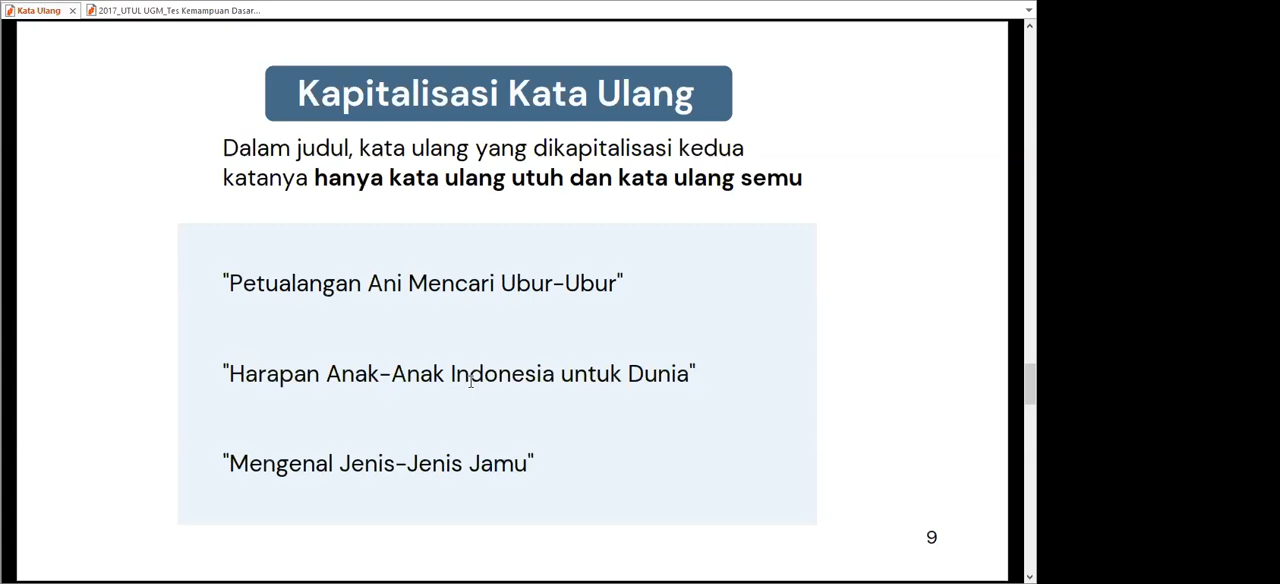 Kata Ulang
2017_UTUL UGM_Tes Kemampuan Dasar...
Kapitalisasi Kata Ulang
Dalam judul, kata ulang yang dikapitalisasi kedua
katanya hanya kata ulang utuh dan kata ulang semu
"Petualangan Ani Mencari Ubur-Ubur"
"Harapan Anak-Anak Indonesia untuk Dunia"
"Mengenal Jenis-Jenis Jamu"
9